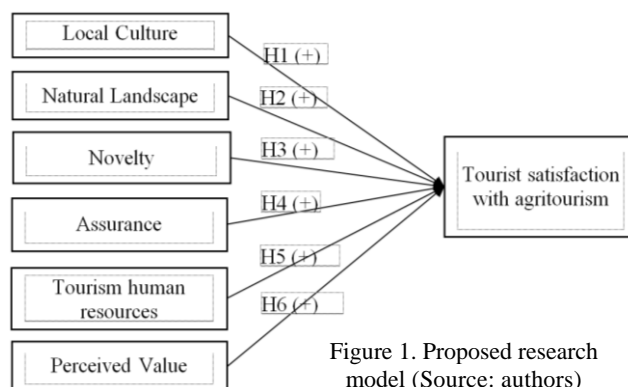 Local Culture
H1 (+)
Natural Landscape
H2 (+)
Novelty
H3 (+)
Tourist satisfaction
with agritourism
H4 (+)
Assurance
H5 (+)
Tourism human
resources
H6 (+)
Perceived Value
Figure 1. Proposed research
model (Source: authors)